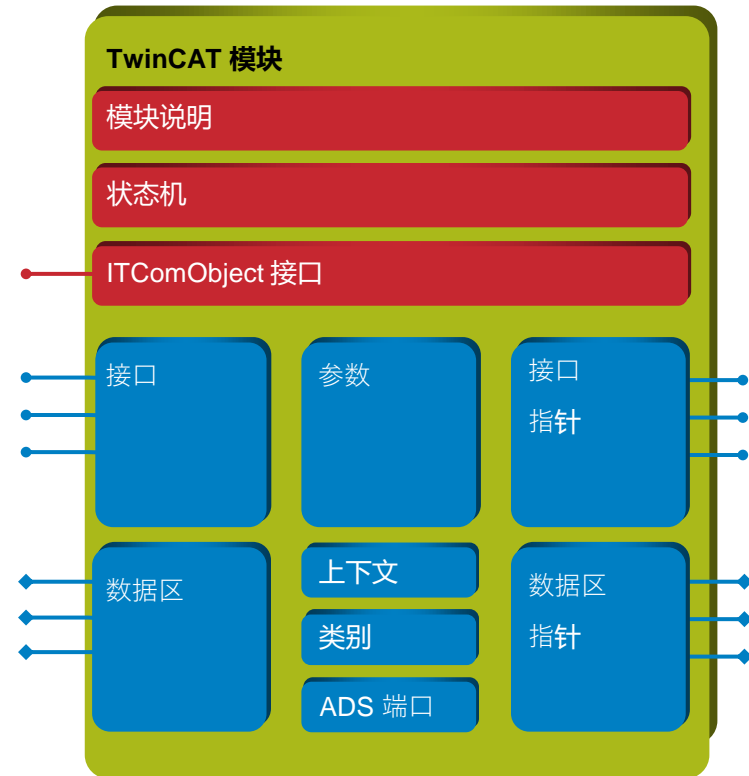 TwinCAT 模块
模块说明
状态机
ITComObject 接口
接口
参数
接口
指针
数据区
上下文
类别
ADS 端口
数据区
指针